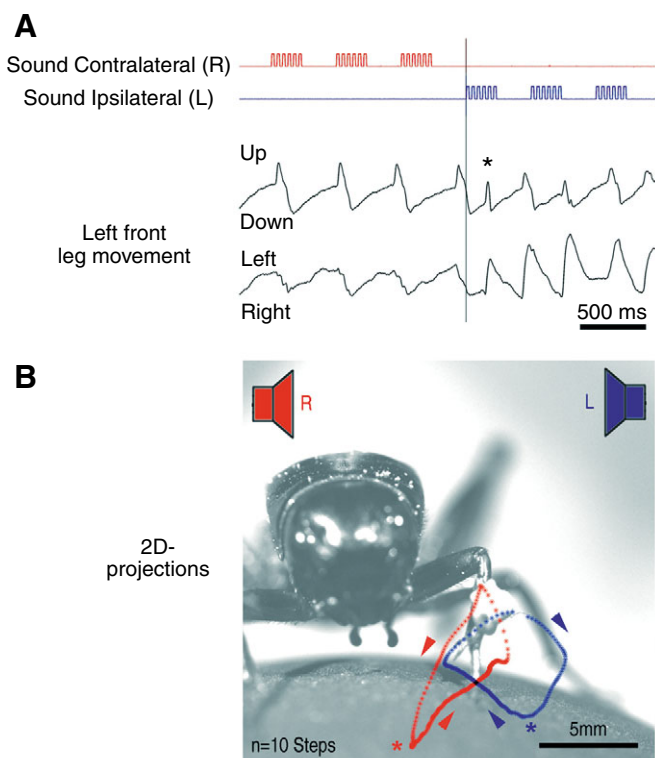 A
Sound Contralateral (R)
Sound Ipsilateral (L)
Up
*
Down
Left front
leg movement
Left
Right
500 ms
B
R
L
2D-
projections
*
*
5mm
n=10 Steps